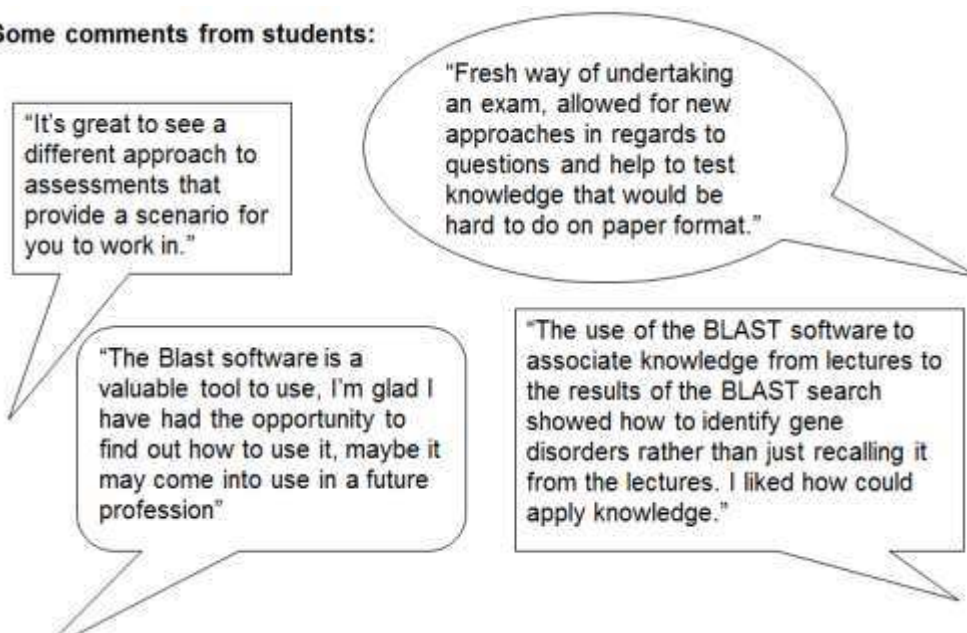 Some comments from students:
“It’s great to see a
different approach to
assessments that
provide a scenario for
you to work in.”
“Fresh way of undertaking
an exam, allowed for new
approaches in regards to
questions and help to test
knowledge that would be
hard to do on paper format.”
“The Blast software is a
valuable tool to use, I’m glad I
have had the opportunity to
find out how to use it, maybe it
may come into use in a future
profession”
“The use of the BLAST software to
associate knowledge from lectures to
the results of the BLAST search
showed how to identify gene
disorders rather than just recalling it
from the lectures. I liked how could
apply knowledge.”